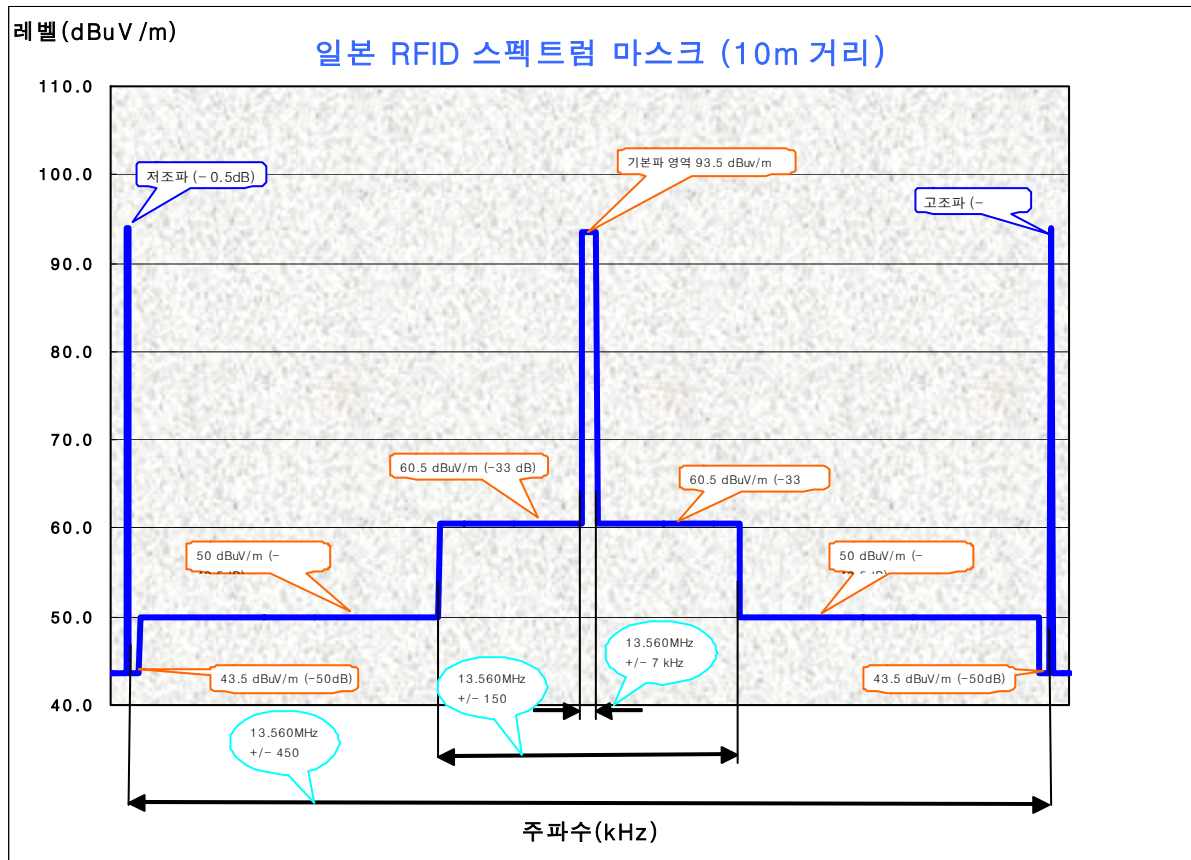 레벨(dBuV/m)
일본 RFID 스펙트럼 마스크 (10m 거리)
110.0
100.0
90.0
80.0
70.0
60.0
50.0
40.0
저조파 (- 0.5dB)
기본파 영역 93.5 dBuv/m
고조파 (-
60.5 dBuV/m (-33 dB)
60.5 dBuV/m (-33
50 dBuV/m (-
50 dBuV/m (-
43.5 dBuV/m (-50dB)
43.5 dBuV/m (-50dB)
13.560MHz
+/- 7 kHz
13.560MHz
+/- 150
13.560MHz
+/- 450
주파수(kHz)